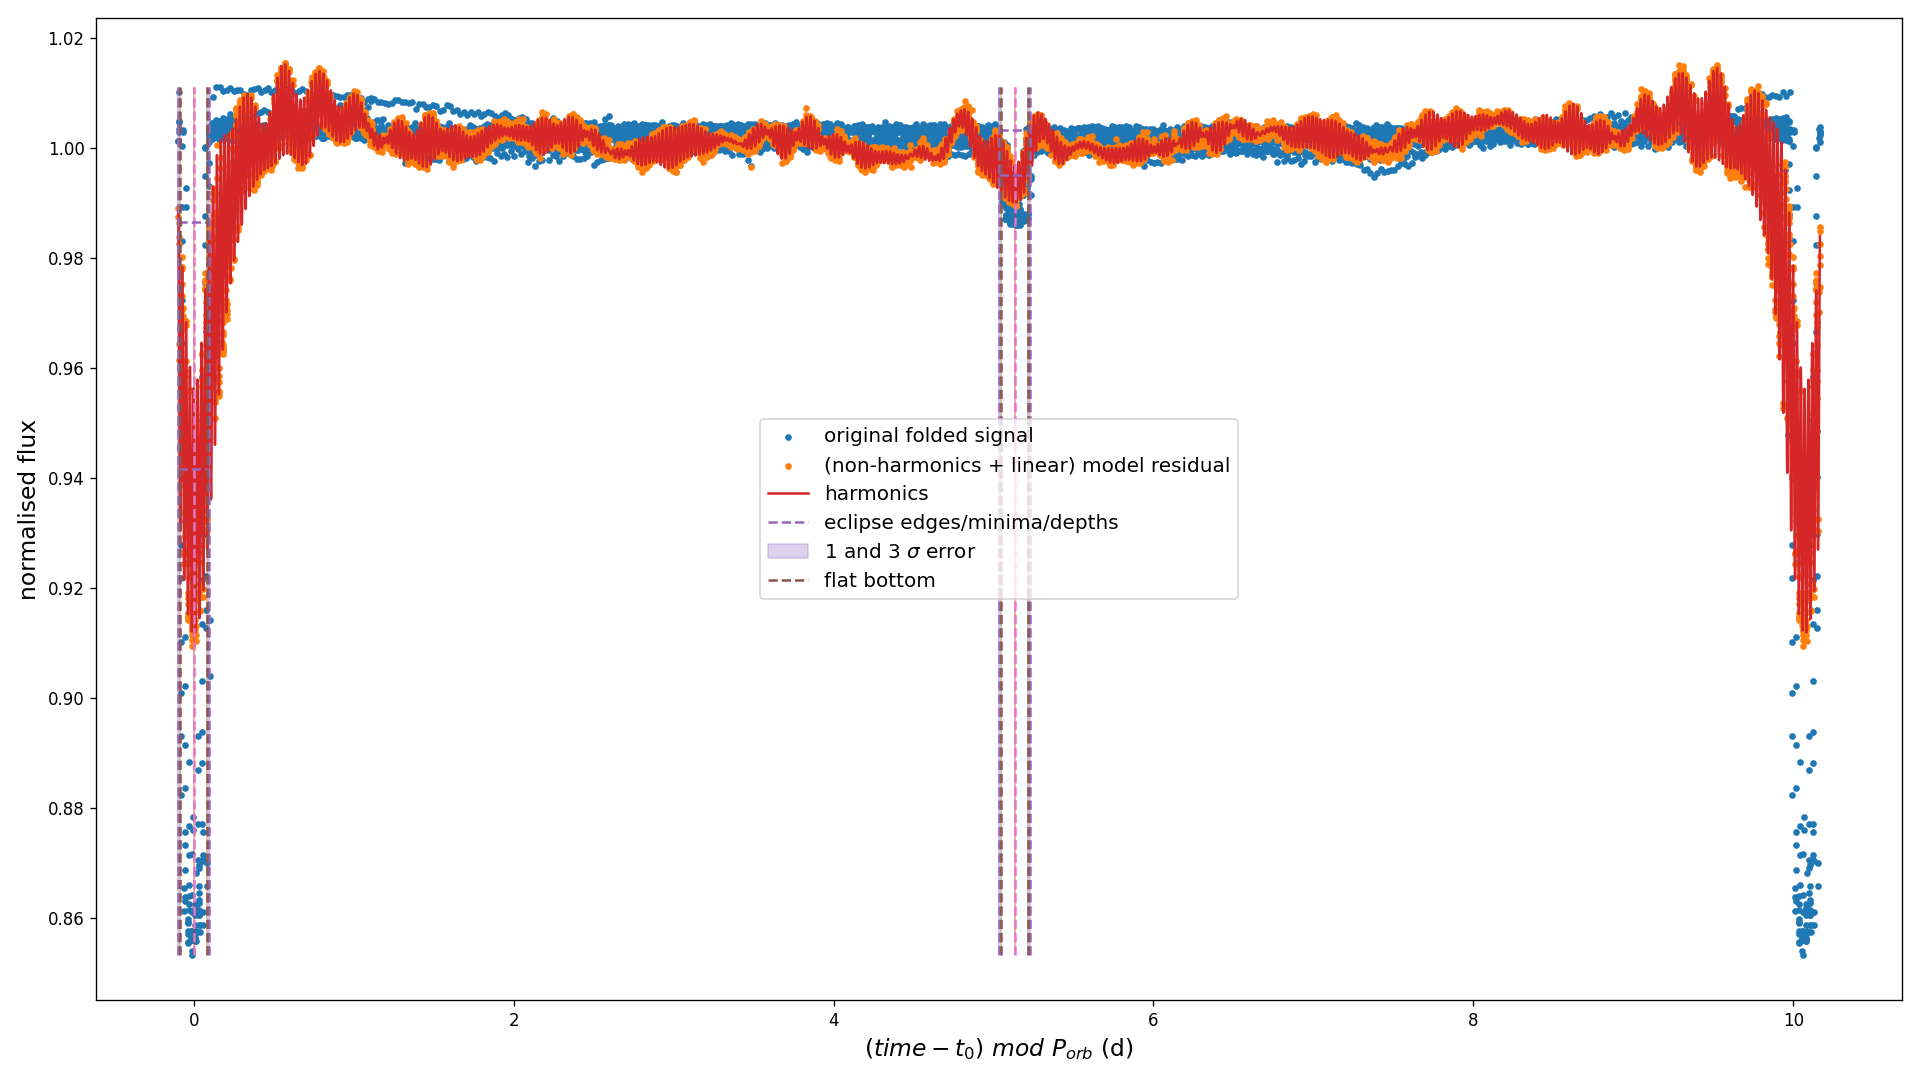 normalised flux
1.02
1.00
0.98
0.96
0.94
0.92
0.90
0.88
0.86
original folded signal
(non-harmonics + linear) model residual
harmonics
eclipse edges/minima/depths
1 and 3 σ error
flat bottom
0
2
4
6
8
10
(time − t₀) mod Pₒᵣb (d)